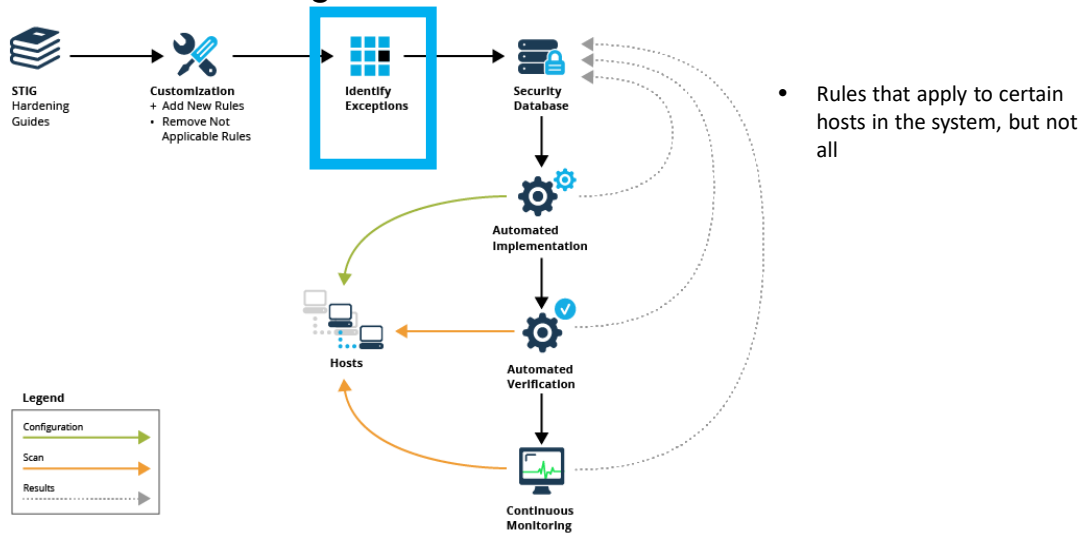 STIG
Hardening
Guides
Customization
+ Add New Rules
• Remove Not
Applicable Rules
Identify
Exceptions
Security
Database
• Rules that apply to certain
hosts in the system, but not
all
Automated
Implementation
Hosts
Automated
Verification
Legend
Configuration
Scan
Results
Continuous
Monitoring